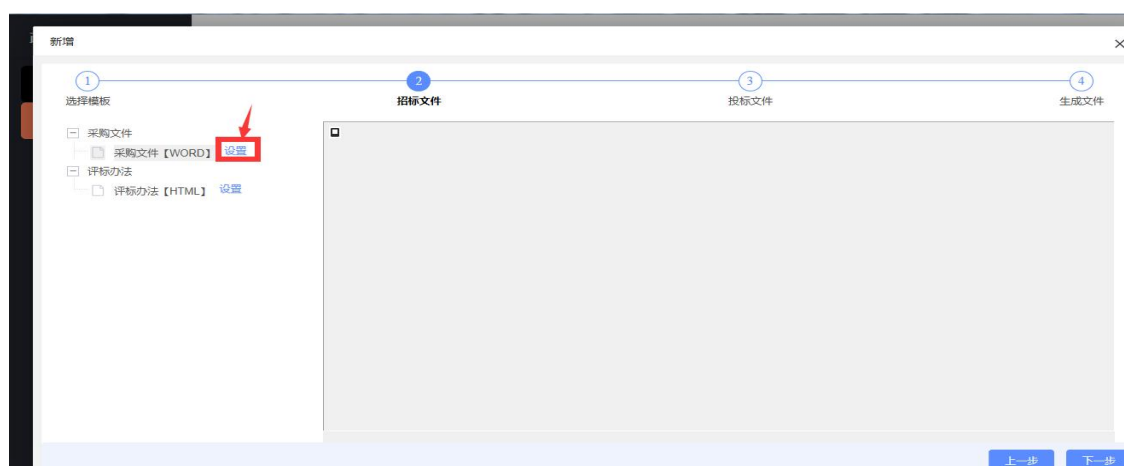 新增
1 2 3 4
选择模板 招标文件 投标文件 生成文件
采购文件
采购文件【WORD】 设置
评标办法
评标办法【HTML】 设置
上一步 下一步